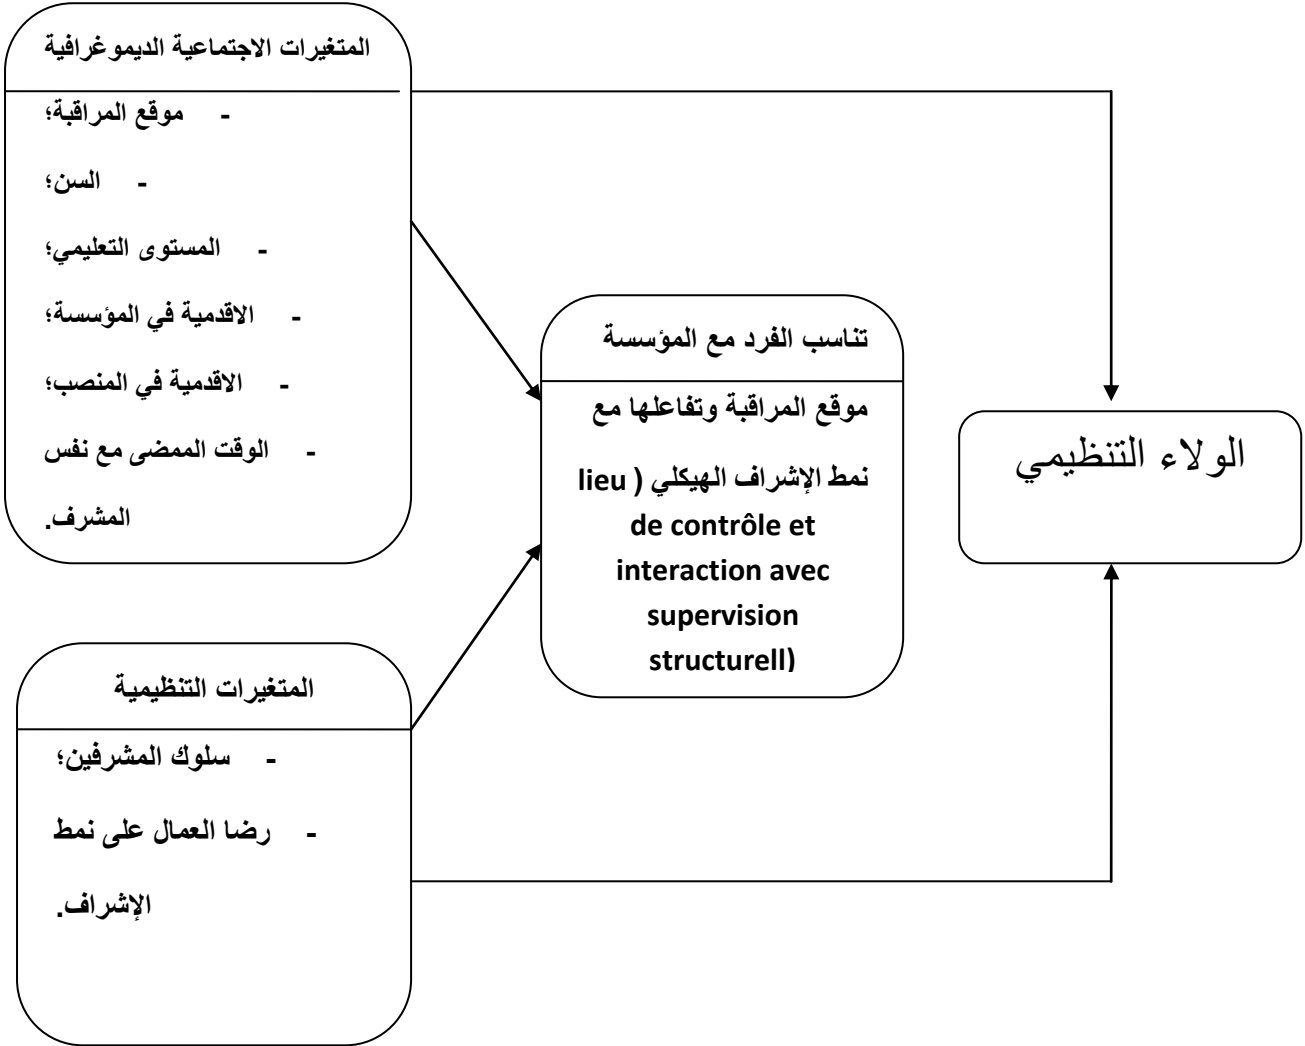 المتغيرات الاجتماعية الديموغرافية
- موقع المراقبة؛
- السن؛
- المستوى التعليمي؛
- الاقدمية في المؤسسة؛
- الاقدمية في المنصب؛
- الوقت الممضى مع نفس
المشرف.
تناسب الفرد مع المؤسسة
موقع المراقبة وتفاعلها مع
نمط الإشراف الهيكلي ( lieu
de contrôle et
interaction avec
supervision
structurell)
الولاء التنظيمي
المتغيرات التنظيمية
- سلوك المشرفين؛
- رضا العمال على نمط
الإشراف.